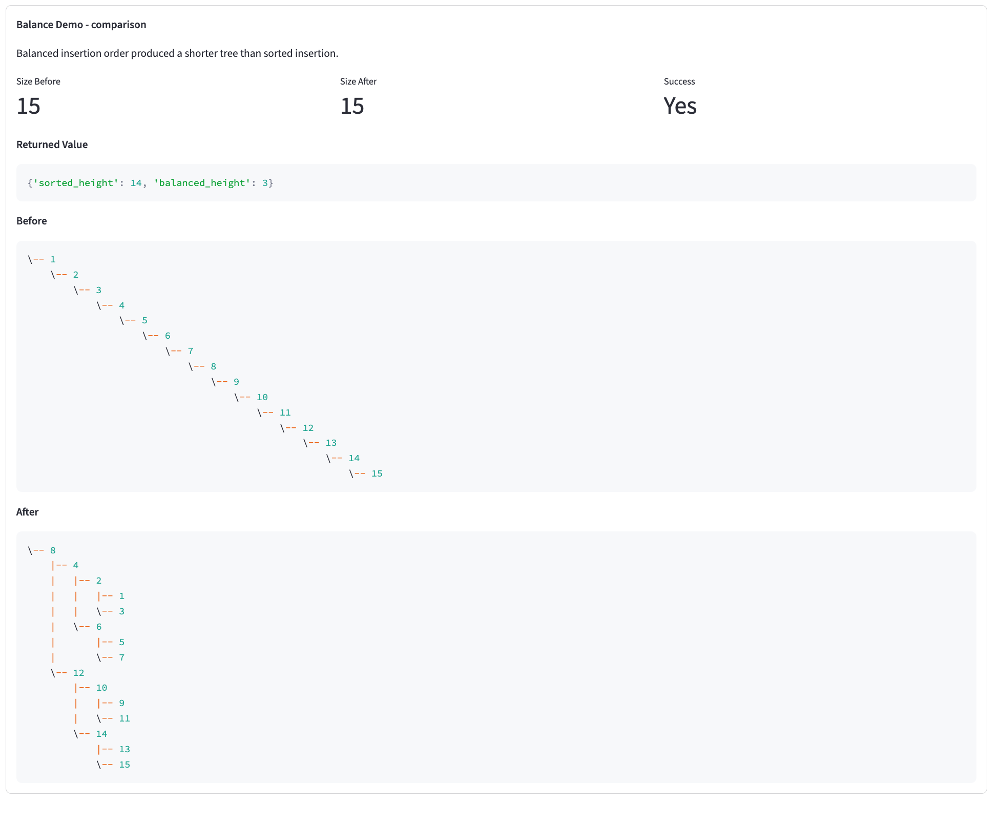 Balance Demo - comparison
Balanced insertion order produced a shorter tree than sorted insertion.
Size Before
15
Size After
15
Success
Yes
Returned Value
{'sorted_height': 14, 'balanced_height': 3}
Before
\-- 1
    \-- 2
        \-- 3
            \-- 4
                \-- 5
                    \-- 6
                        \-- 7
                            \-- 8
                                \-- 9
                                    \-- 10
                                        \-- 11
                                            \-- 12
                                                \-- 13
                                                    \-- 14
                                                        \-- 15
After
\-- 8
    |-- 4
    |   |-- 2
    |   |   |-- 1
    |   |   \-- 3
    |   \-- 6
    |       |-- 5
    |       \-- 7
    \-- 12
        |-- 10
        |   |-- 9
        |   \-- 11
        \-- 14
            |-- 13
            \-- 15